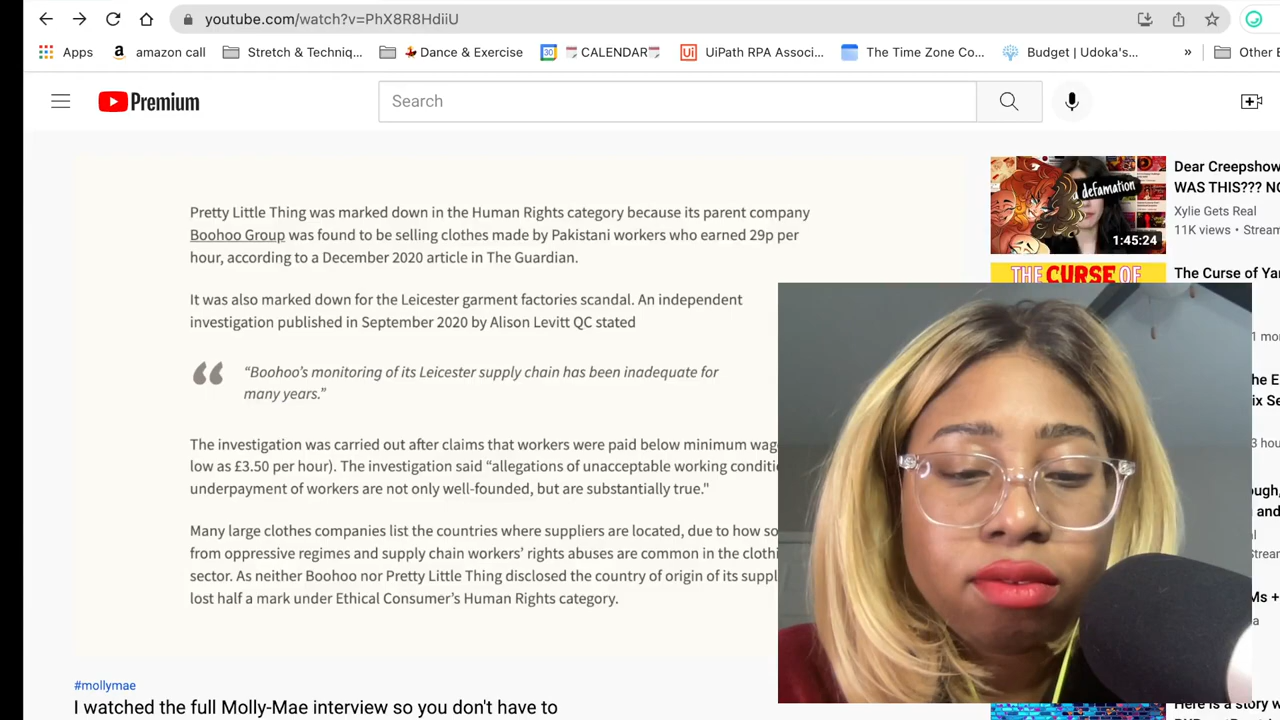 youtube.com/watch?v=PhX8R8HdiiU
Apps
amazon call
Stretch & Techniq...
Dance & Exercise
30
CALENDAR
Ui
UiPath RPA Associ...
The Time Zone Co...
Budget | Udoka's...
»
Other
Premium
Search
Pretty Little Thing was marked down in the Human Rights category because its parent company
Boohoo Group was found to be selling clothes made by Pakistani workers who earned 29p per
hour, according to a December 2020 article in The Guardian.
It was also marked down for the Leicester garment factories scandal. An independent
investigation published in September 2020 by Alison Levitt QC stated
“Boohoo’s monitoring of its Leicester supply chain has been inadequate for
many years.”
The investigation was carried out after claims that workers were paid below minimum
low as £3.50 per hour). The investigation said “allegations of unacceptable working
underpayment of workers are not only well-founded, but are substantially true."
Many large clothes companies list the countries where suppliers are located, due to how
from oppressive regimes and supply chain workers’ rights abuses are common in the
sector. As neither Boohoo nor Pretty Little Thing disclosed the country of origin of its
lost half a mark under Ethical Consumer’s Human Rights category.
#mollymae
I watched the full Molly-Mae interview so you don't have to
defamation
1:45:24
Dear Creepshow
WAS THIS???
Xylie Gets Real
11K views •
THE CURSE OF
The Curse of
Here is a story